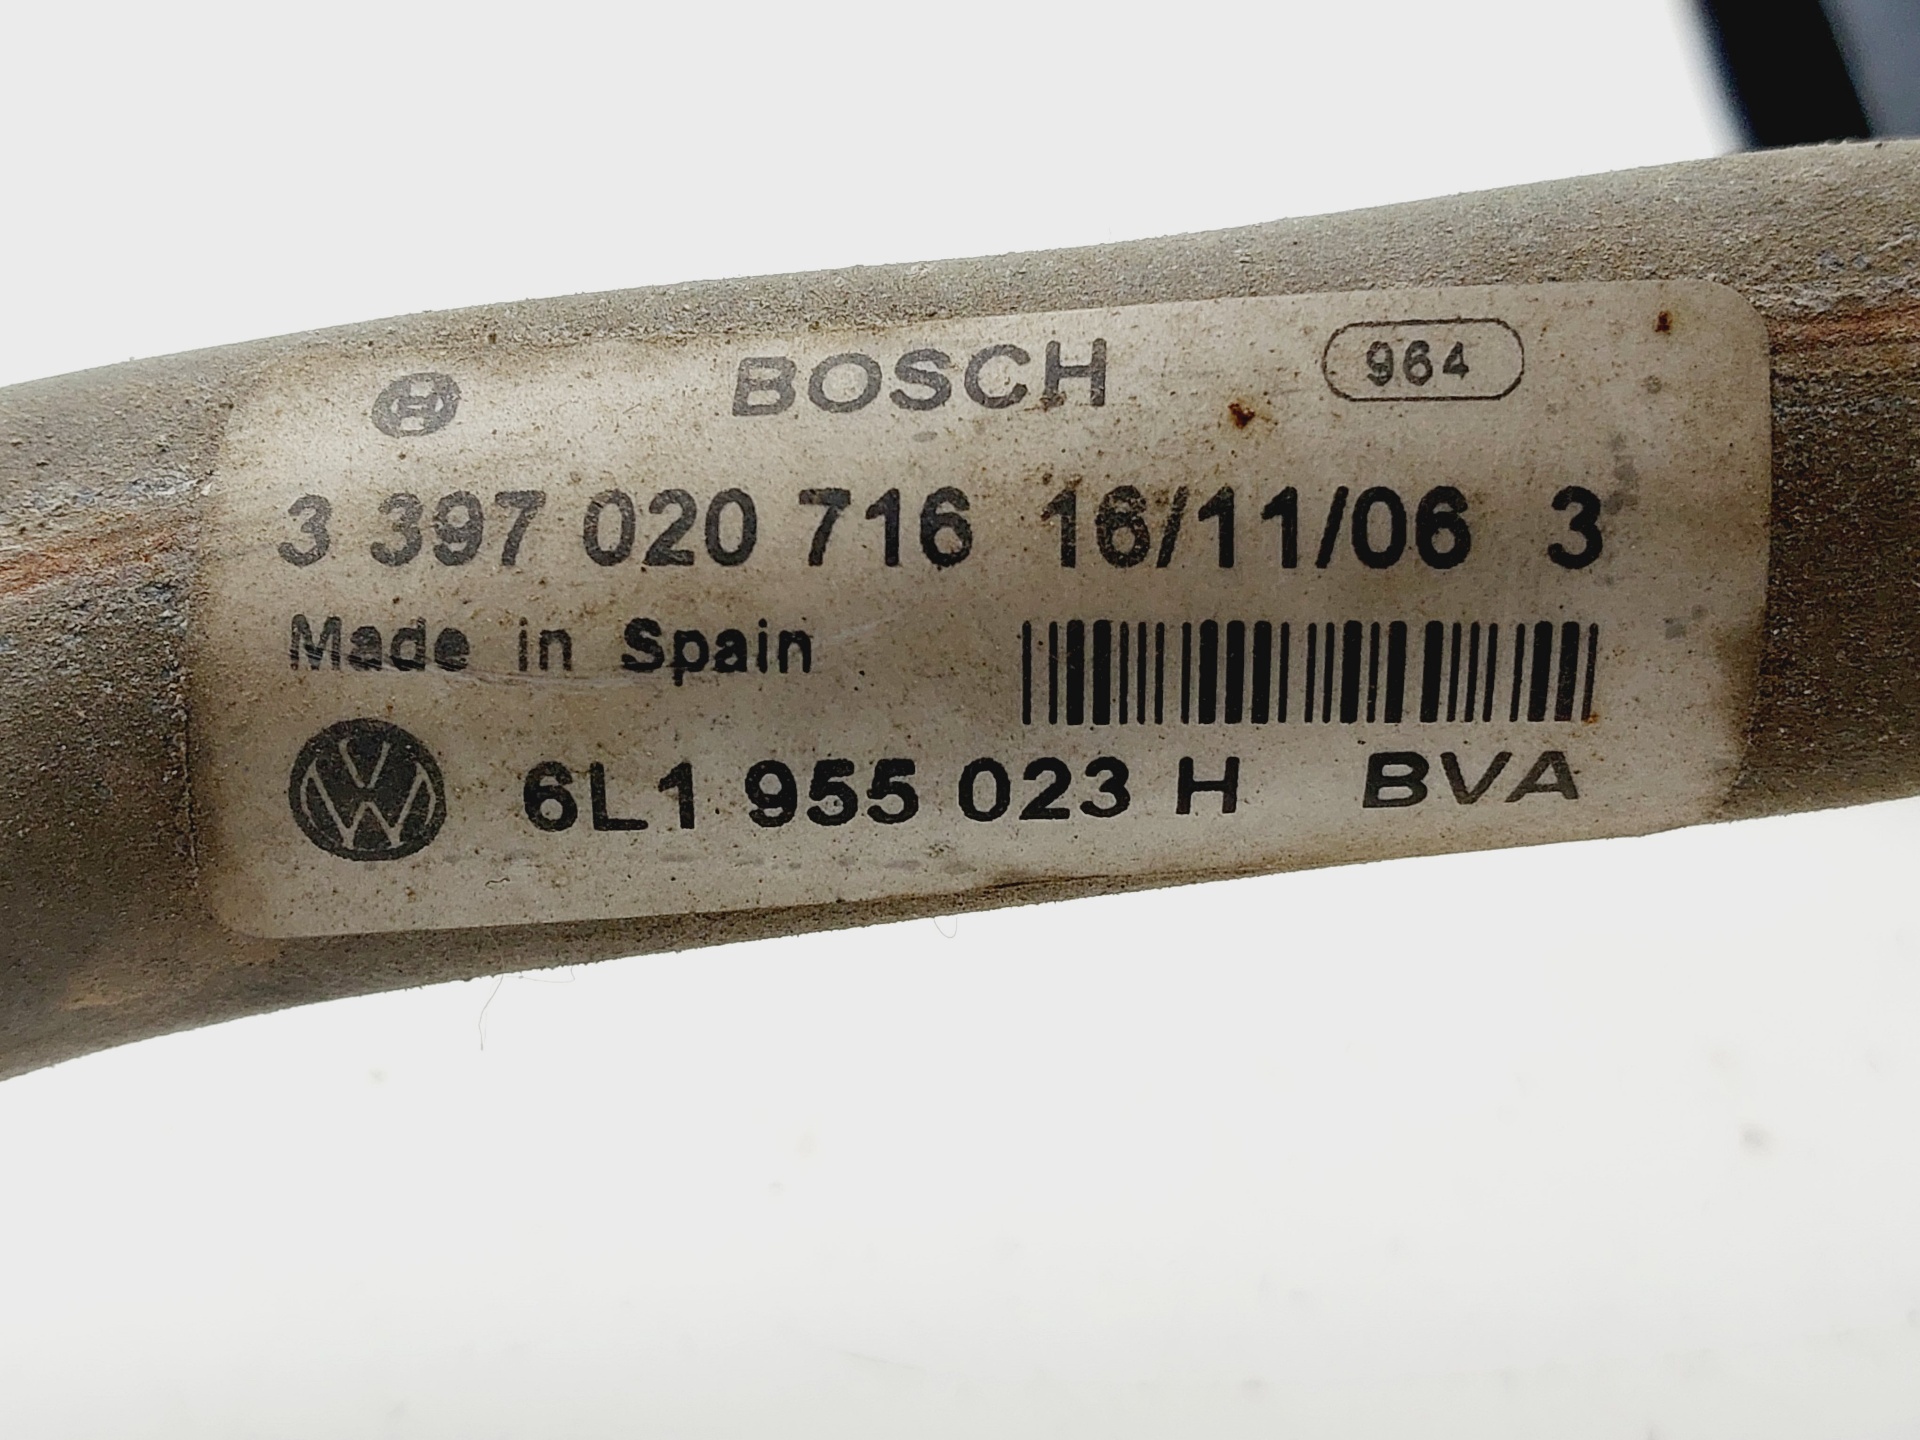 BOSCH 964
3 397 020 716 16/11/06 3
Made in Spain
6L1 955 023 H BVA